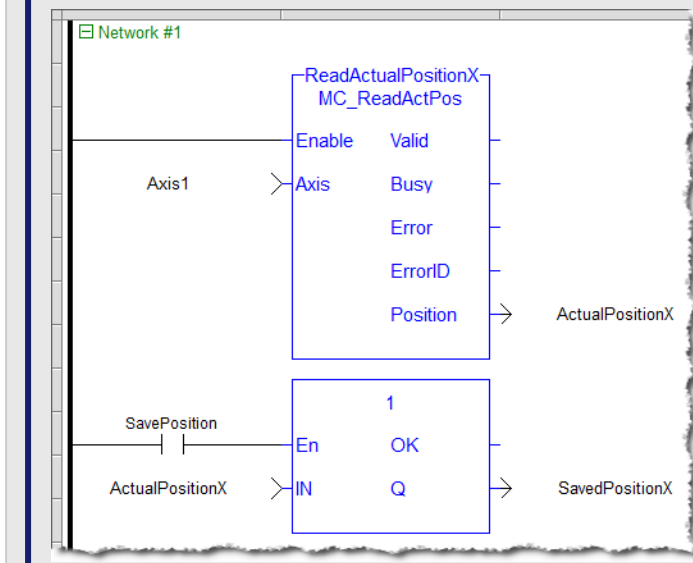 Network #1
ReadActualPositionX
MC_ReadActPos
Enable Valid
Axis1 Axis Busy
Error
ErrorID
Position ActualPositionX
1
SavePosition
En OK
ActualPositionX IN Q SavedPositionX